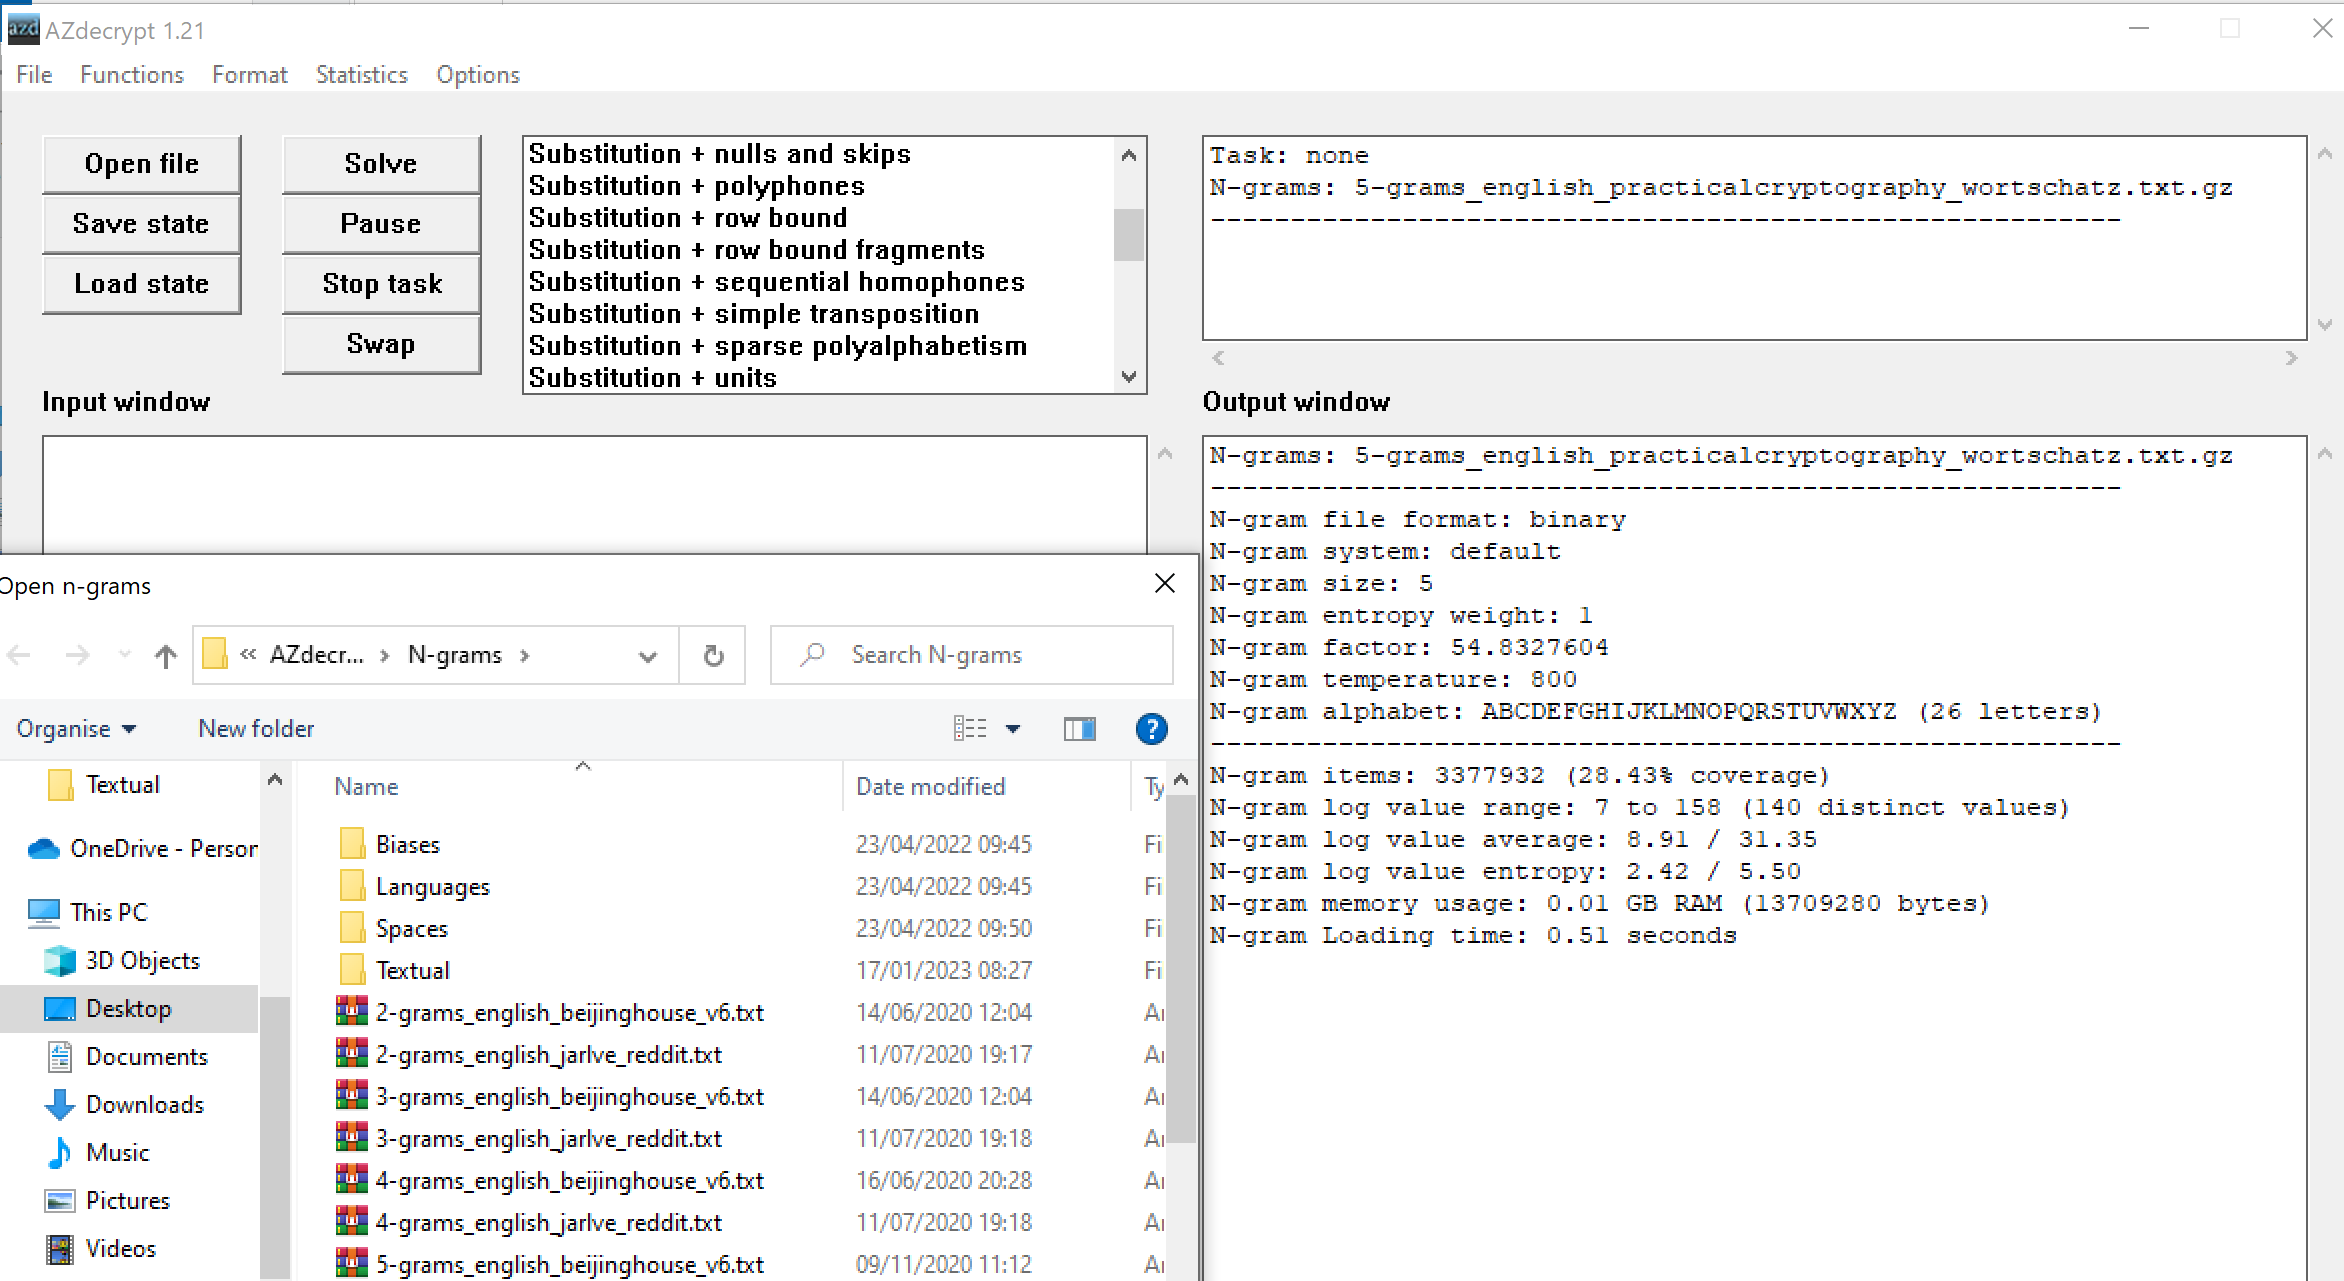 azd AZdecrypt 1.21
File Functions Format Statistics Options
Open file
Save state
Load state
Solve
Pause
Stop task
Swap
Substitution + nulls and skips
Substitution + polyphones
Substitution + row bound
Substitution + row bound fragments
Substitution + sequential homophones
Substitution + simple transposition
Substitution + sparse polyalphabetism
Substitution + units
Task: none
N-grams: 5-grams_english_practicalcryptography_wortschatz.txt.gz
---------------------------------------------------------
Input window
Output window
N-grams: 5-grams_english_practicalcryptography_wortschatz.txt.gz
---------------------------------------------------------
N-gram file format: binary
N-gram system: default
N-gram size: 5
N-gram entropy weight: 1
N-gram factor: 54.8327604
N-gram temperature: 800
N-gram alphabet: ABCDEFGHIJKLMNOPQRSTUVWXYZ (26 letters)
---------------------------------------------------------
N-gram items: 3377932 (28.43% coverage)
N-gram log value range: 7 to 158 (140 distinct values)
N-gram log value average: 8.91 / 31.35
N-gram log value entropy: 2.42 / 5.50
N-gram memory usage: 0.01 GB RAM (13709280 bytes)
N-gram Loading time: 0.51 seconds
Open n-grams
« AZdecr... › N-grams ›
Search N-grams
Organise New folder
?
Textual
OneDrive - Person
This PC
3D Objects
Desktop
Documents
Downloads
Music
Pictures
Videos
Name Date modified Ty
Biases 23/04/2022 09:45 Fi
Languages 23/04/2022 09:45 Fi
Spaces 23/04/2022 09:50 Fi
Textual 17/01/2023 08:27 Fi
2-grams_english_beijinghouse_v6.txt 14/06/2020 12:04 A
2-grams_english_jarlve_reddit.txt 11/07/2020 19:17 A
3-grams_english_beijinghouse_v6.txt 14/06/2020 12:04 A
3-grams_english_jarlve_reddit.txt 11/07/2020 19:18 A
4-grams_english_beijinghouse_v6.txt 16/06/2020 20:28 A
4-grams_english_jarlve_reddit.txt 11/07/2020 19:18 A
5-grams_english_beijinghouse_v6.txt 09/11/2020 11:12 A